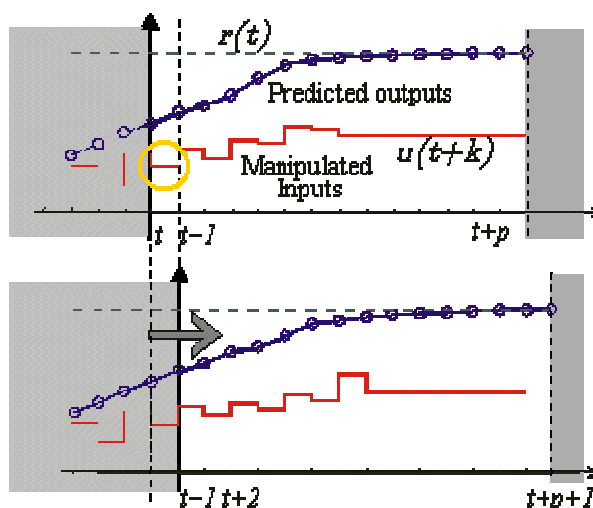 r(t)
Predicted outputs
u(t+k)
Manipulated
Inputs
t t-1 t+p
t-1 t+2 t+p+1